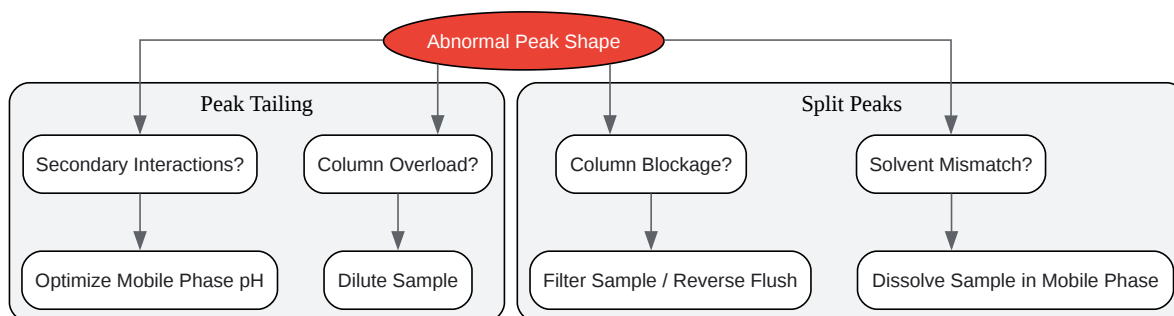 Abnormal Peak Shape
Peak Tailing
Split Peaks
Secondary Interactions?
Column Overload?
Column Blockage?
Solvent Mismatch?
Optimize Mobile Phase pH
Dilute Sample
Filter Sample / Reverse Flush
Dissolve Sample in Mobile Phase